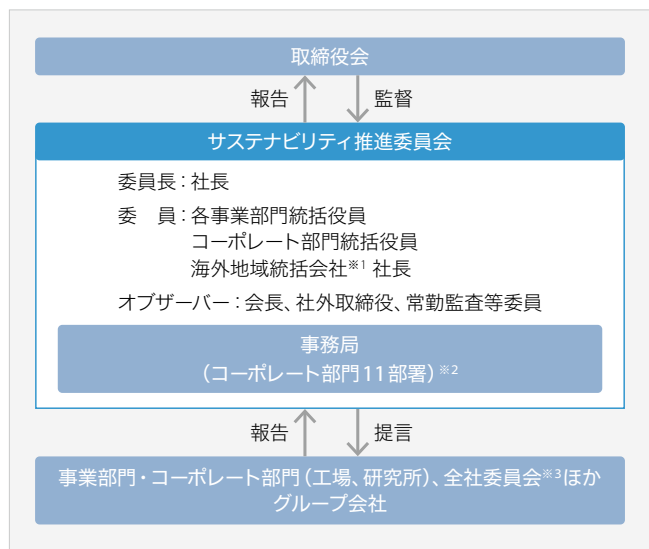 取締役会
報告 監督
サステナビリティ推進委員会
委員長：社長
委　員：各事業部門統括役員
コーポレート部門統括役員
海外地域統括会社※1 社長
オブザーバー：会長、社外取締役、常勤監査等委員
事務局
（コーポレート部門11部署）※2
報告 提言
事業部門・コーポレート部門（工場、研究所）、全社委員会※3ほか
グループ会社